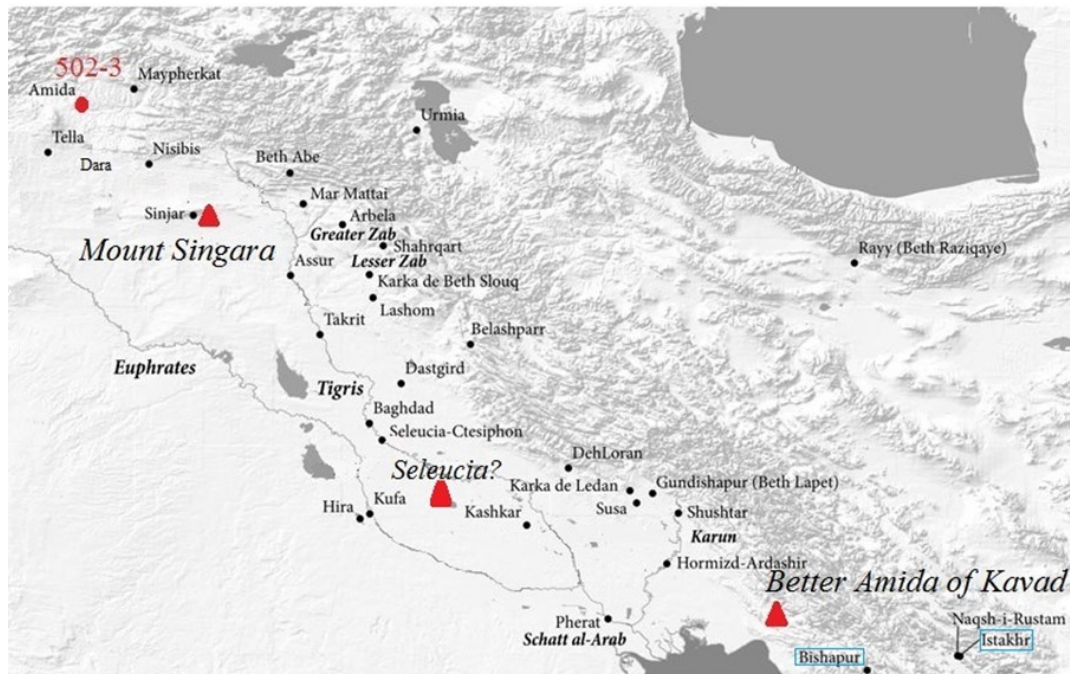 502-3
Maypherkat
Amida
Urmia
Tella
Dara
Nisibis
Beth Abe
Mar Mattai
Sinjar
Arbela
Greater Zab
Mount Singara
Shahrqart
Rayy (Beth Raziqaye)
Lesser Zab
Assur
Karka de Beth Slouq
Lashom
Takrit
Belashparr
Euphrates
Dastgird
Tigris
Baghdad
Seleucia-Ctesiphon
Seleucia?
DehLoran
Karka de Ledan
Gundishapur (Beth Lapet)
Hira
Kufa
Susa
Kashkar
Shushtar
Karun
Hormizd-Ardashir
Better Amida of Kavad
Pherat
Schatt al-Arab
Naqsh-i-Rustam
Istakhr
Bishapur